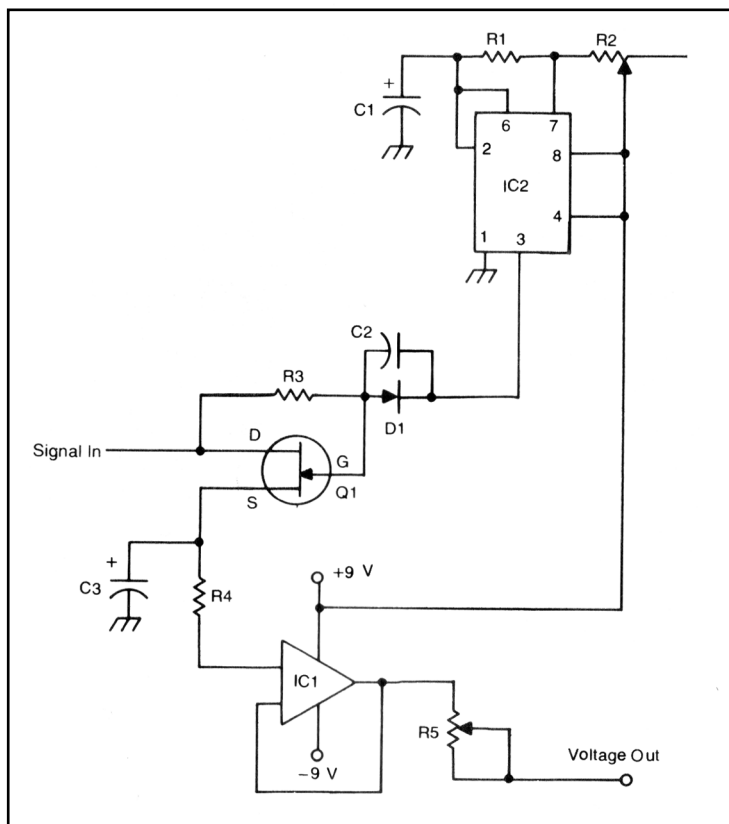 R1
R2
+
C1
6
7
2
8
IC2
4
1
3
C2
R3
D1
Signal In
D
G
Q1
S
+
C3
R4
+9 V
IC1
R5
−9 V
Voltage Out